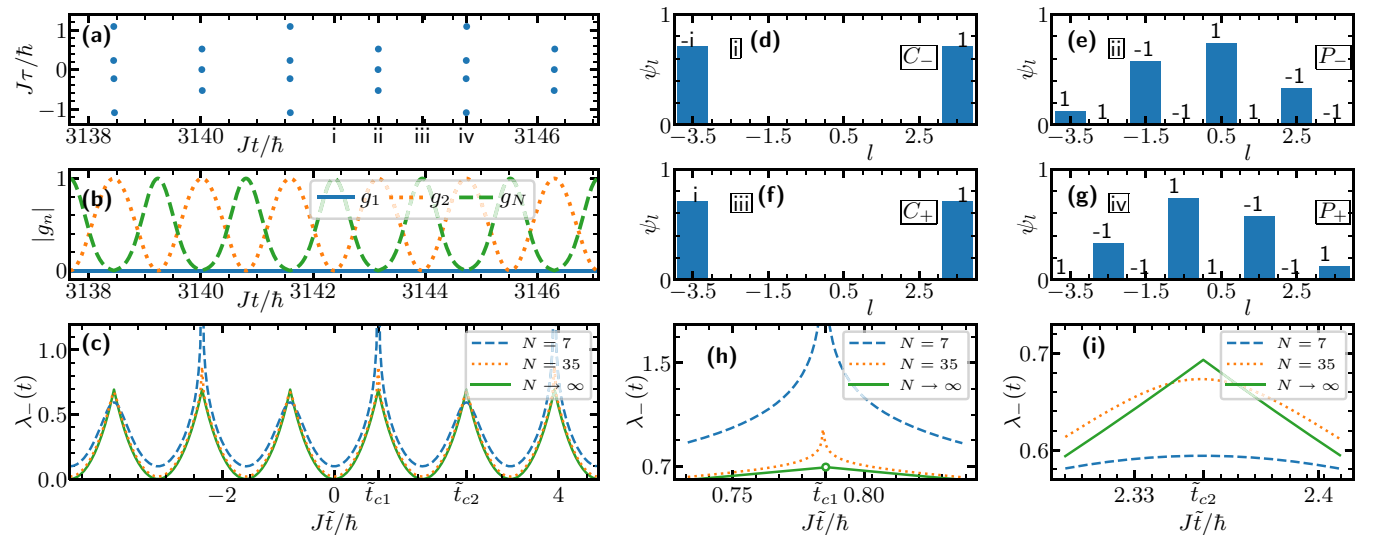 (a)
Jτ/ħ
1
0
−1
3138
3140
i
ii
iii
iv
3146
Jt/ħ
(b)
|g_n|
1
0
g_1
g_2
g_N
3138
3140
3142
3144
3146
Jt/ħ
(c)
λ_−(t)
1.0
0.5
0.0
N = 7
N = 35
N → ∞
−2
0
t̃_c1
t̃_c2
4
Jt̃/ħ
(d)
ψ_l
1
0
-i
i
C_−
1
−3.5
−1.5
0.5
2.5
l
(e)
ψ_l
1
0
ii
P_−
1
1
-1
-1
1
1
-1
-1
−3.5
−1.5
0.5
2.5
l
(f)
ψ_l
1
0
i
iii
C_+
1
−3.5
−1.5
0.5
2.5
l
(g)
ψ_l
1
0
iv
P_+
1
-1
-1
1
1
-1
-1
1
−3.5
−1.5
0.5
2.5
l
(h)
λ_−(t)
1.5
0.7
N = 7
N = 35
N → ∞
0.75
t̃_c1
0.80
Jt̃/ħ
(i)
λ_−(t)
0.7
0.6
N = 7
N = 35
N → ∞
2.33
t̃_c2
2.4
Jt̃/ħ